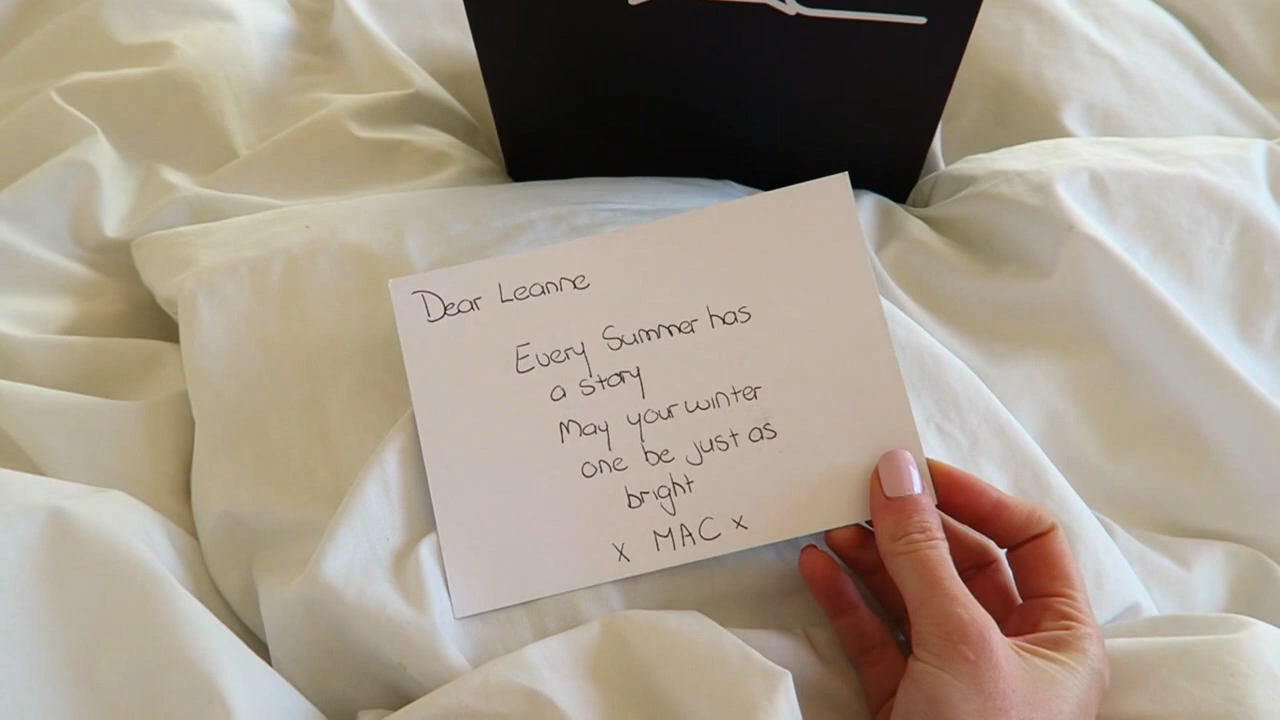 Dear Leanne
Every Summer has
a story
May your winter
one be just as
bright
x MAC x